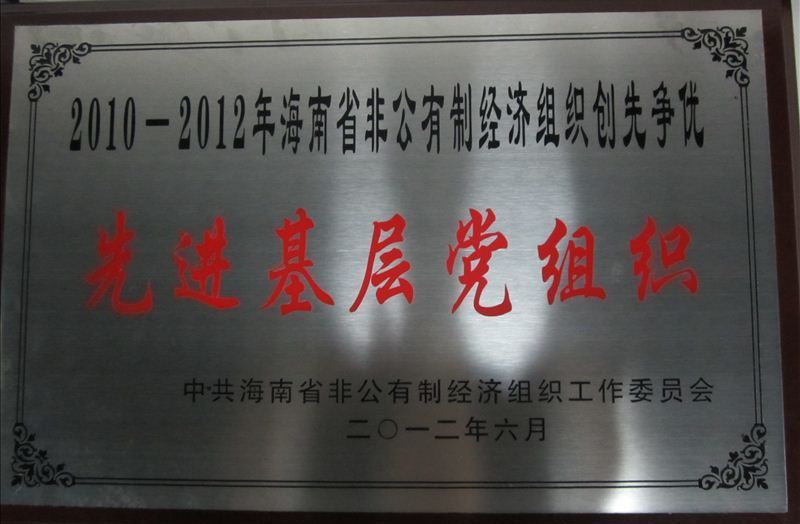 2010－2012年海南省非公有制经济组织创先争优
先进基层党组织
中共海南省非公有制经济组织工作委员会
二〇一二年六月